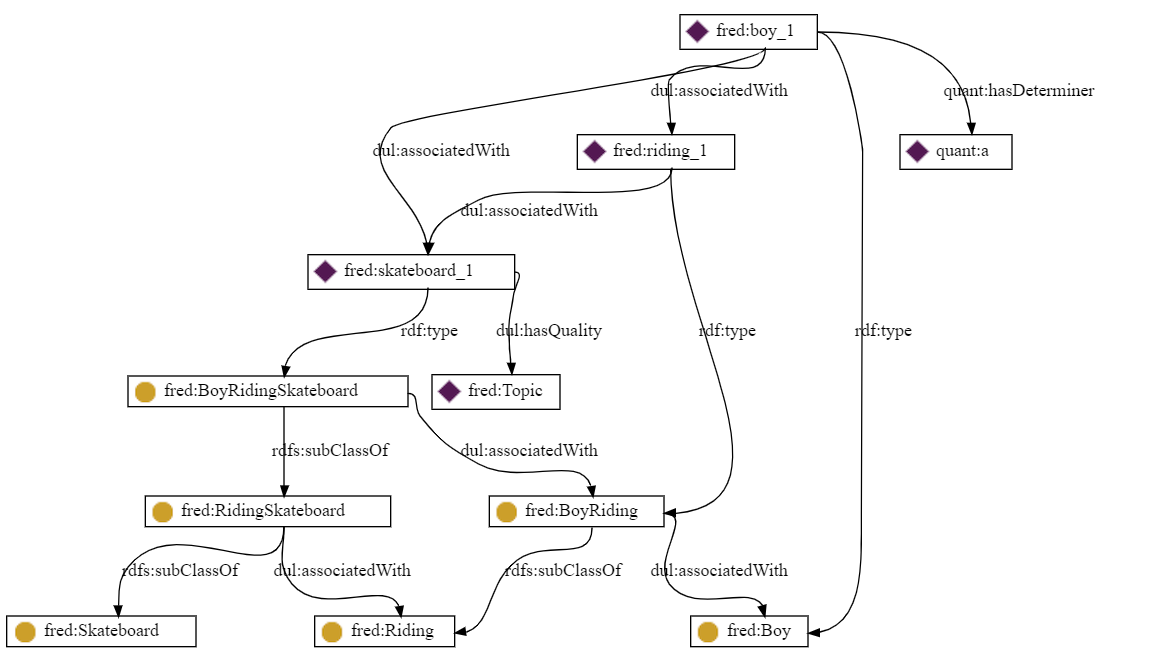 fred:boy_1
dul:associatedWith
quant:hasDeterminer
dul:associatedWith
fred:riding_1
quant:a
dul:associatedWith
fred:skateboard_1
rdf:type
dul:hasQuality
rdf:type
rdf:type
fred:BoyRidingSkateboard
fred:Topic
rdfs:subClassOf
dul:associatedWith
fred:RidingSkateboard
fred:BoyRiding
rdfs:subClassOf
dul:associatedWith
rdfs:subClassOf
dul:associatedWith
fred:Skateboard
fred:Riding
fred:Boy